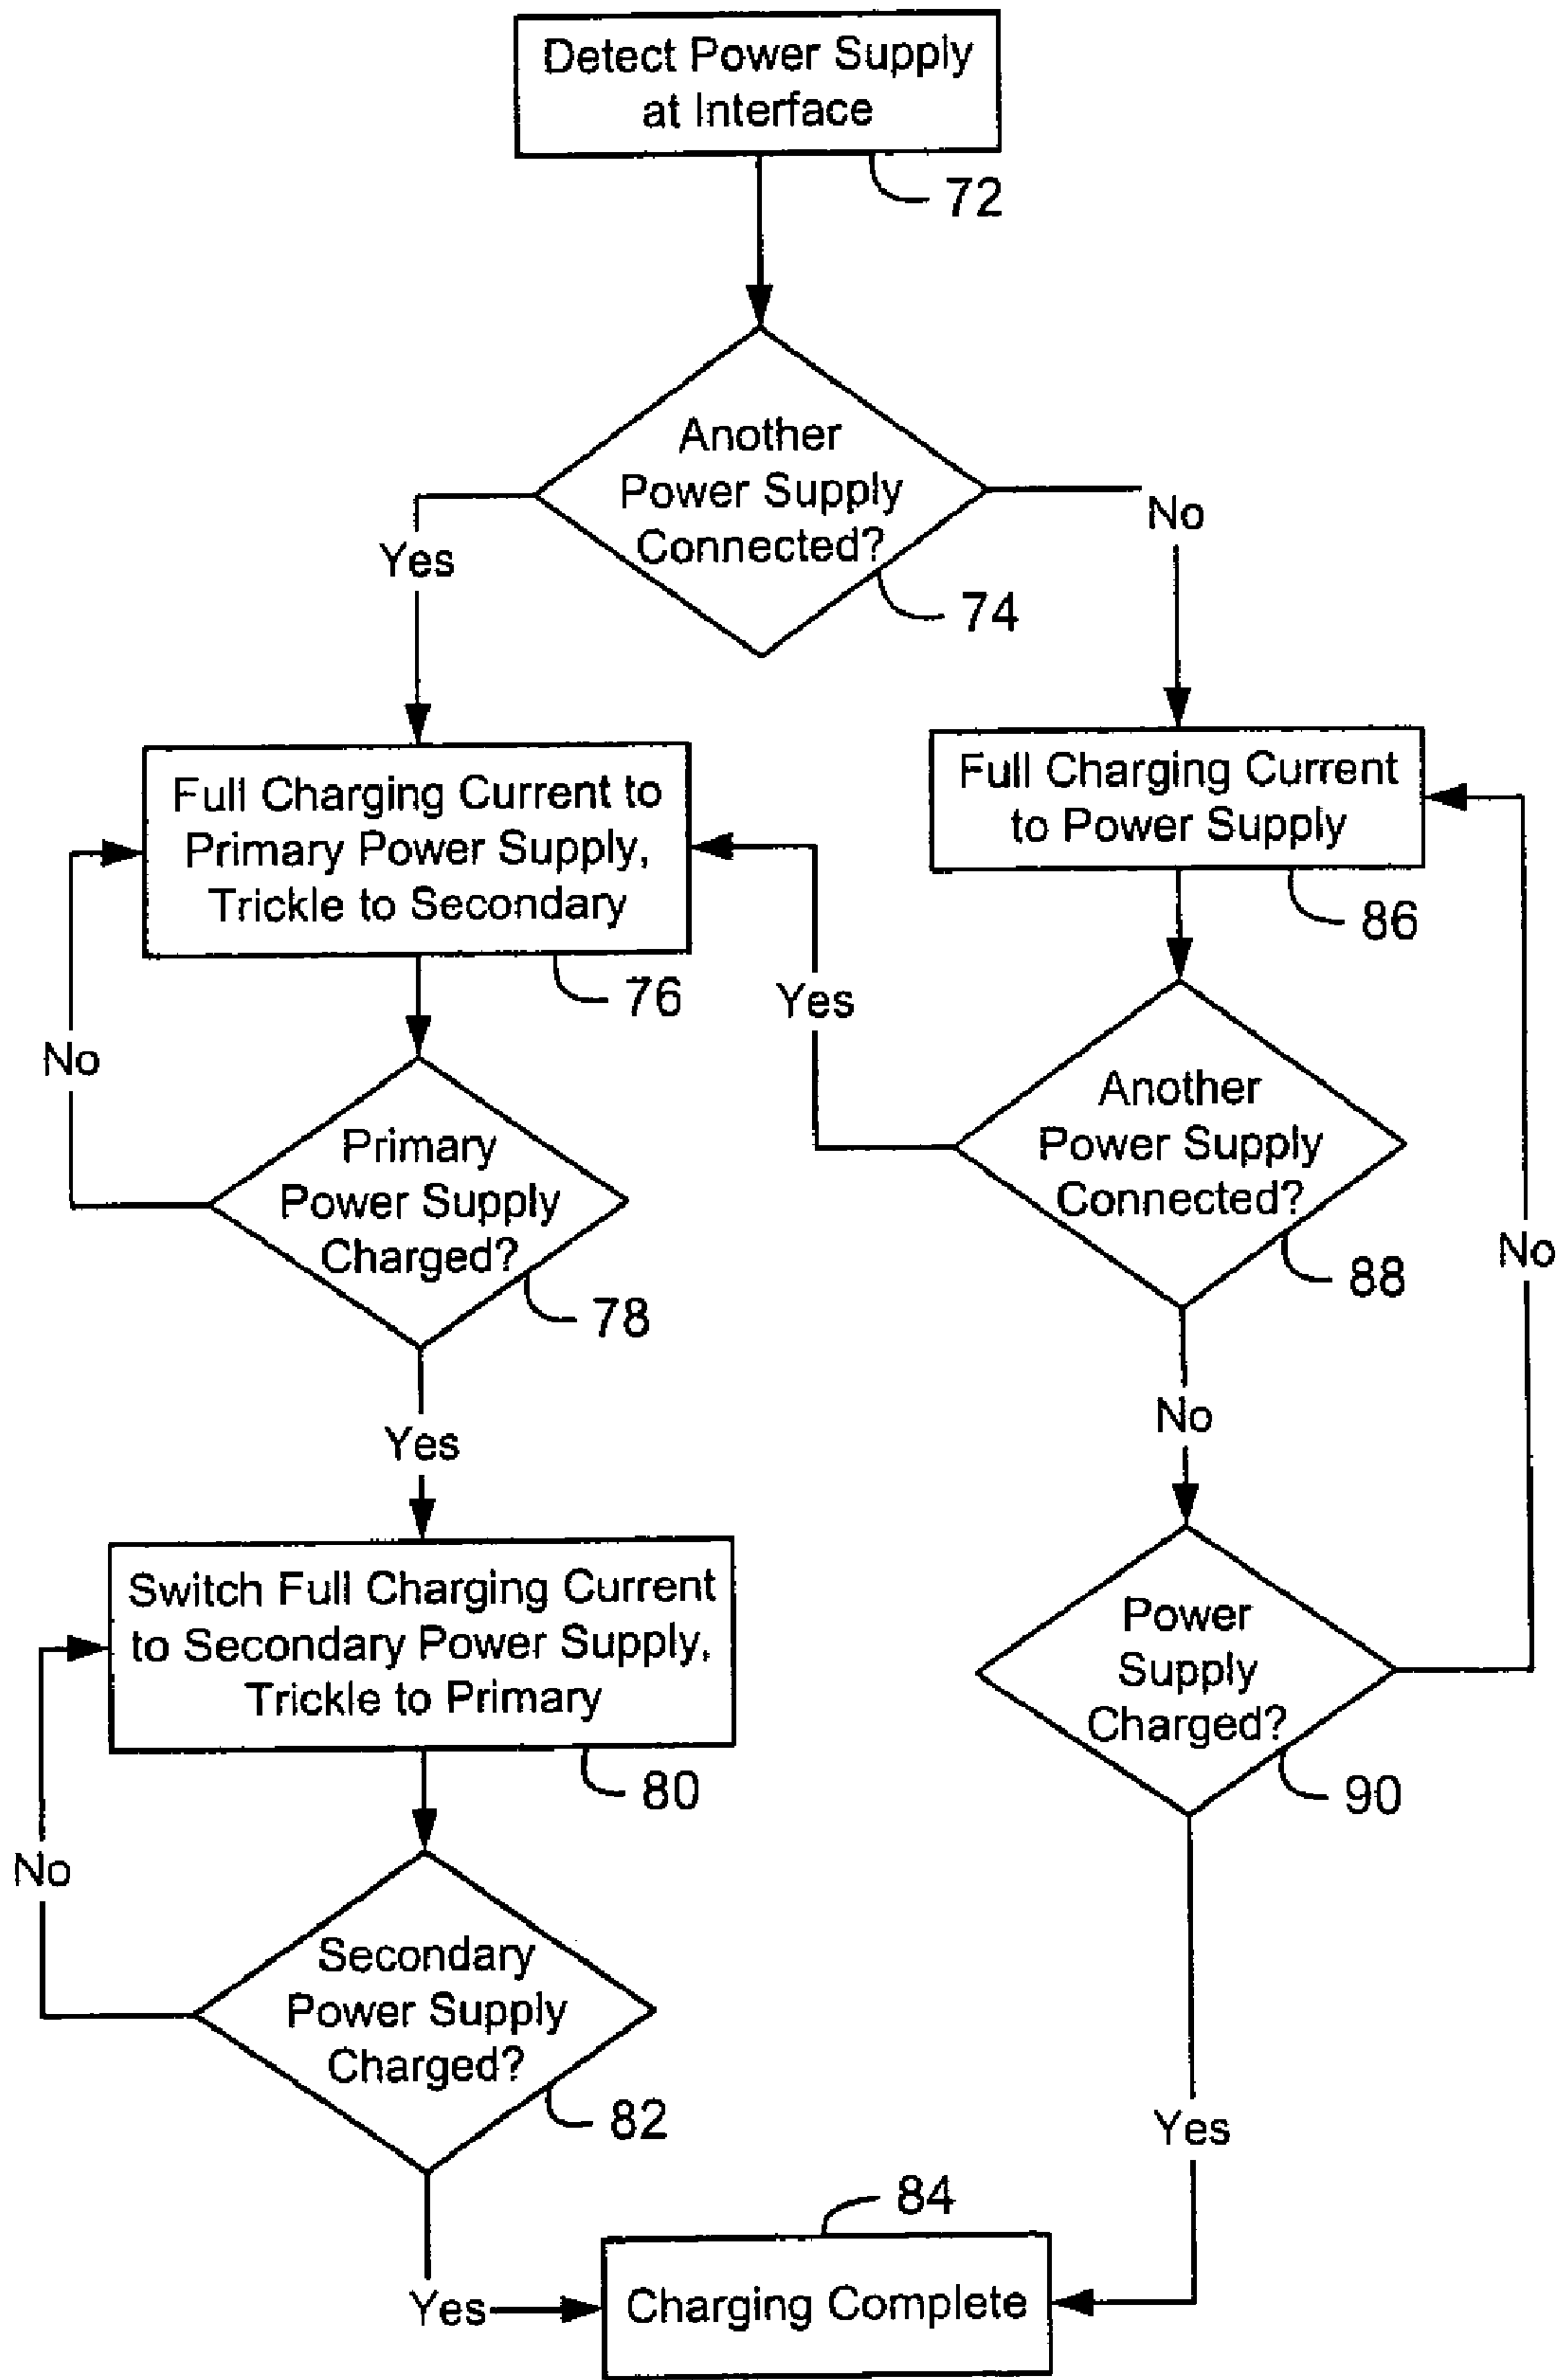 Detect Power Supply
at Interface
72
Another
Power Supply
Connected?
74
Yes
No
Full Charging Current to
Primary Power Supply,
Trickle to Secondary
76
Full Charging Current
to Power Supply
86
Yes
No
Primary
Power Supply
Charged?
78
Another
Power Supply
Connected?
88
No
Yes
No
Switch Full Charging Current
to Secondary Power Supply,
Trickle to Primary
80
Power
Supply
Charged?
90
No
Secondary
Power Supply
Charged?
82
Yes
Yes
84
Charging Complete